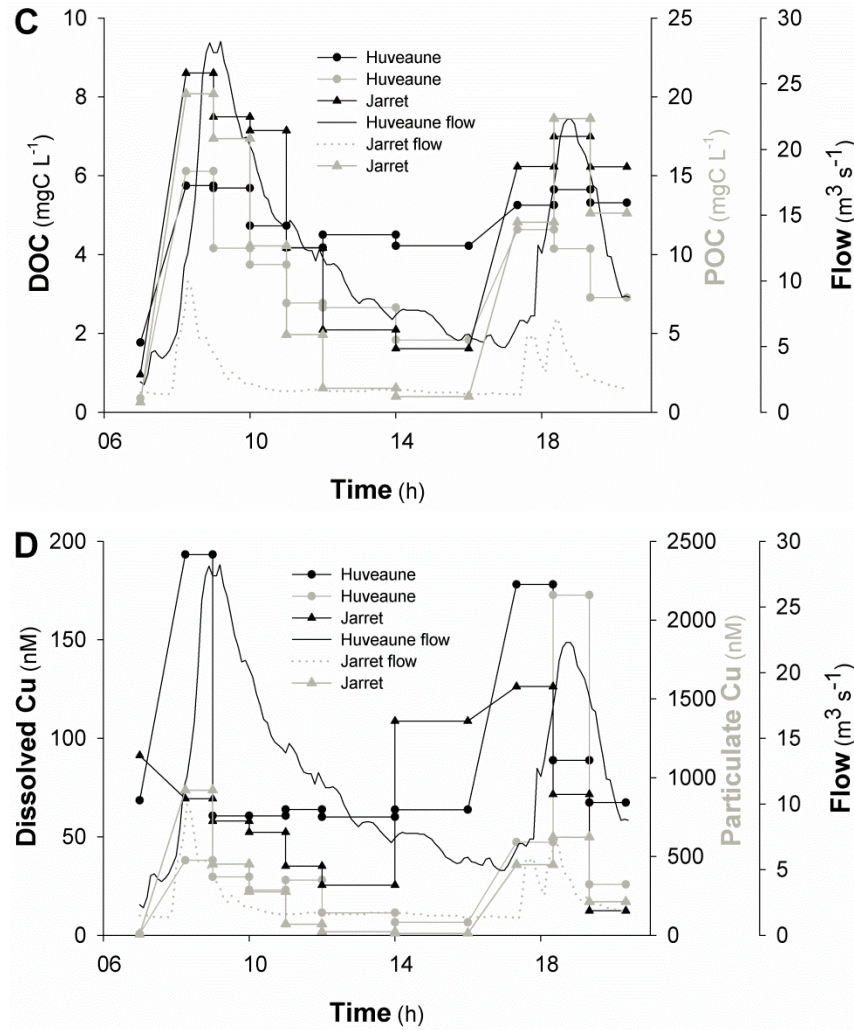 C
10
8
6
4
2
0
DOC (mgC L-1)
Huveaune
Huveaune
Jarret
Huveaune flow
Jarret flow
Jarret
25
20
15
10
5
0
POC (mgC L-1)
30
25
20
15
10
5
0
Flow (m3 s-1)
06 10 14 18
Time (h)
D
200
150
100
50
0
Dissolved Cu (nM)
Huveaune
Huveaune
Jarret
Huveaune flow
Jarret flow
Jarret
2500
2000
1500
1000
500
0
Particulate Cu (nM)
30
25
20
15
10
5
0
Flow (m3 s-1)
06 10 14 18
Time (h)